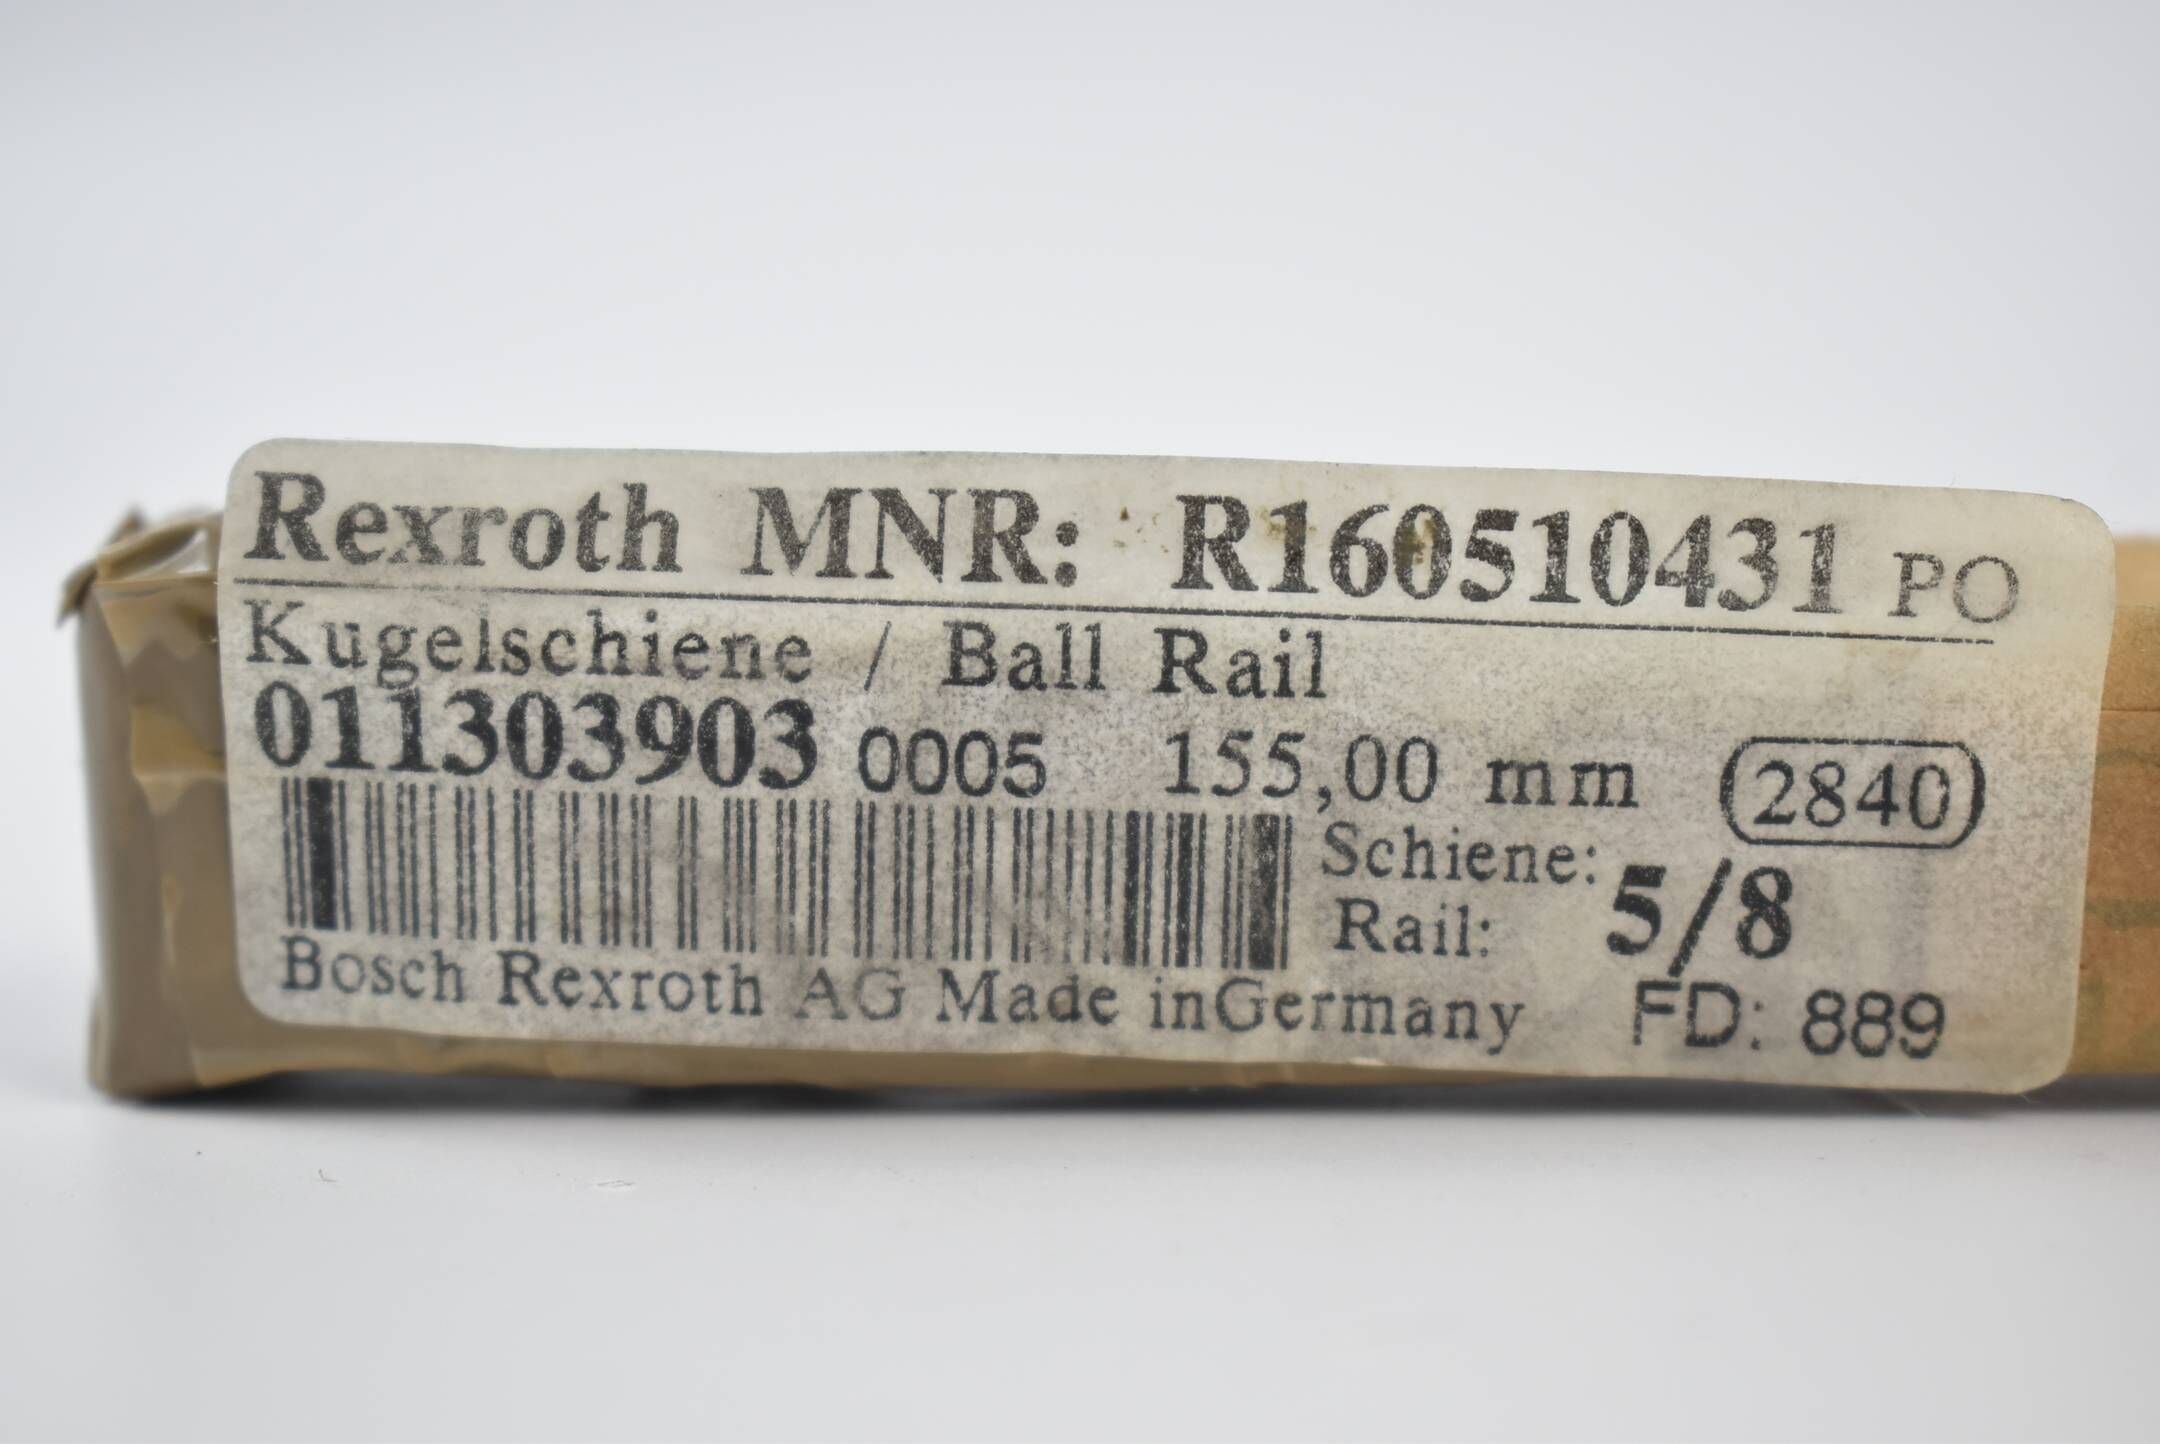 Rexroth MNR: R160510431 PO
Kugelschiene / Ball Rail
011303903 0005 155,00 mm 2840
Schiene: 5/8
Rail:
Bosch Rexroth AG Made inGermany FD: 889